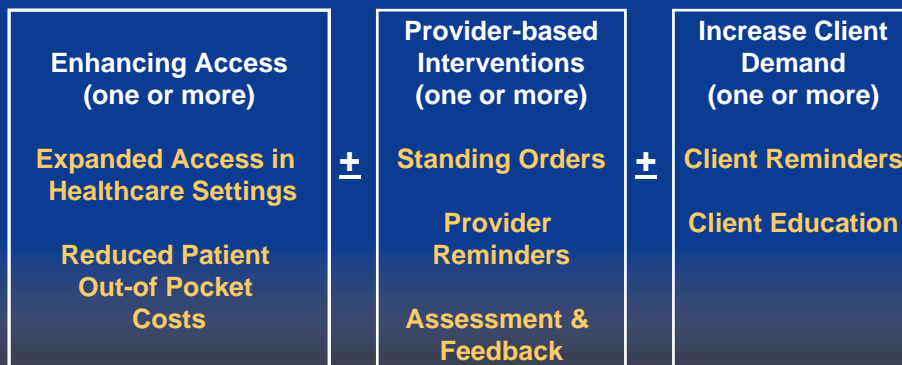 Enhancing Access
(one or more)
Expanded Access in
Healthcare Settings
Reduced Patient
Out-of Pocket
Costs
±
Provider-based
Interventions
(one or more)
Standing Orders
Provider
Reminders
Assessment &
Feedback
±
Increase Client
Demand
(one or more)
Client Reminders
Client Education